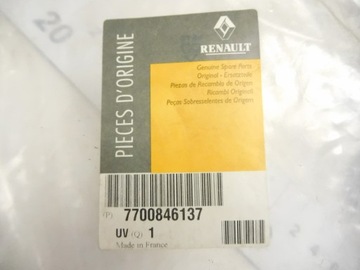 20
PIECES D'ORIGINE
RENAULT
Genuine Spare Parts
Original - Ersatzteile
Piezas de Recambio de Origen
Ricambi Originali
Peças Sobresselentes de Origem
(P) 7700846137
UV (Q) 1
Made in France